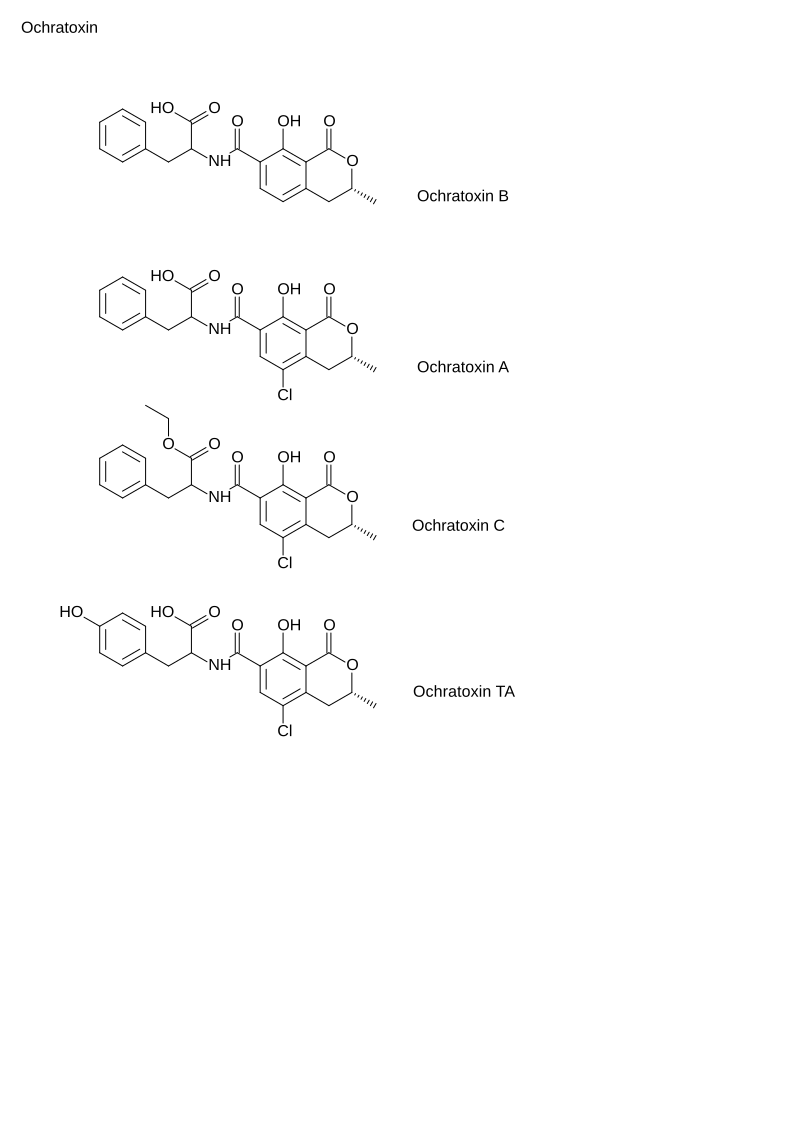 Ochratoxin
HO O O OH O
O
NH
Ochratoxin B
HO O O OH O
O
NH
Ochratoxin A
Cl
O O O OH O
O
NH
Ochratoxin C
Cl
HO HO O O OH O
O
NH
Ochratoxin TA
Cl